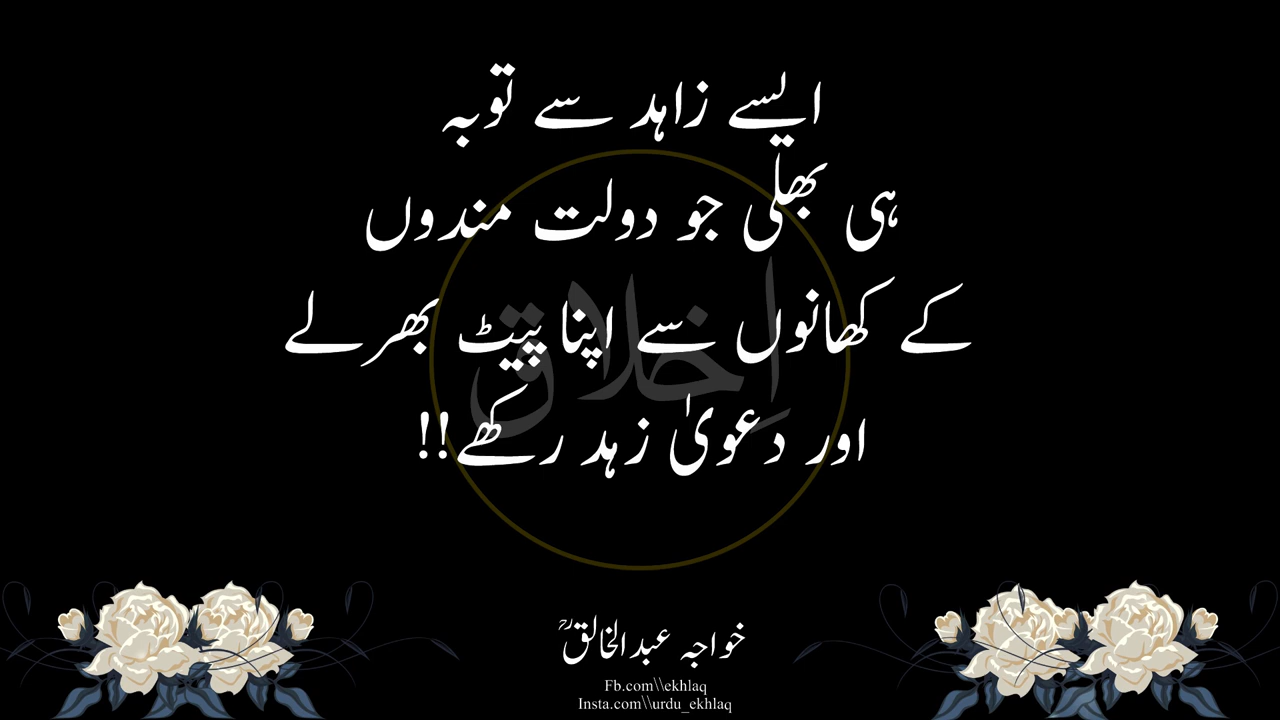 ایسے زاہد سے توبہ
ہی بھلی جو دولت مندوں
کے کھانوں سے اپنا پیٹ بھرلے
اور دعویٰ زہد رکھے!!
اِخلاق
خواجہ عبدالخالقؒ
Fb.com\\ekhlaq
Insta.com\\urdu_ekhlaq